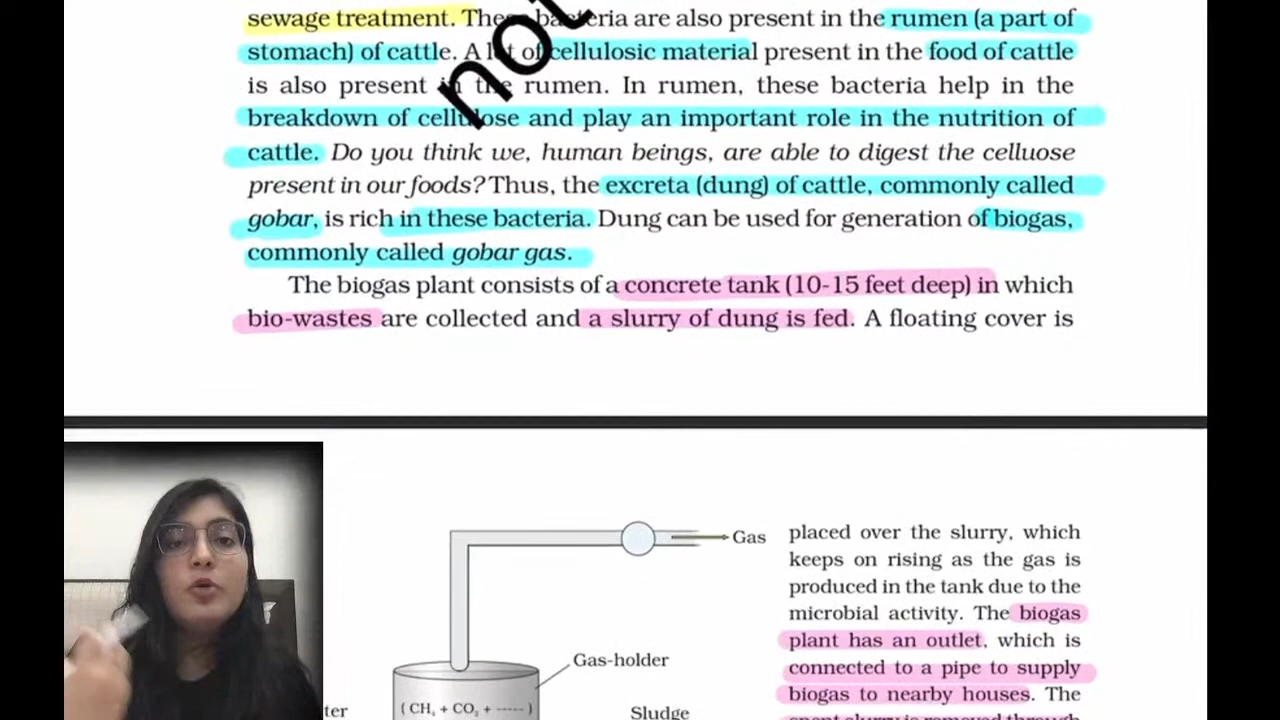 sewage treatment. These bacteria are also present in the rumen (a part of
stomach) of cattle. A lot of cellulosic material present in the food of cattle
is also present in the rumen. In rumen, these bacteria help in the
breakdown of cellulose and play an important role in the nutrition of
cattle. Do you think we, human beings, are able to digest the celluose
present in our foods? Thus, the excreta (dung) of cattle, commonly called
gobar, is rich in these bacteria. Dung can be used for generation of biogas,
commonly called gobar gas.
The biogas plant consists of a concrete tank (10-15 feet deep) in which
bio-wastes are collected and a slurry of dung is fed. A floating cover is
not
Gas
Gas-holder
( CH₄ + CO₂ + ----- )
Sludge
placed over the slurry, which
keeps on rising as the gas is
produced in the tank due to the
microbial activity. The biogas
plant has an outlet, which is
connected to a pipe to supply
biogas to nearby houses. The
spent slurry is removed through